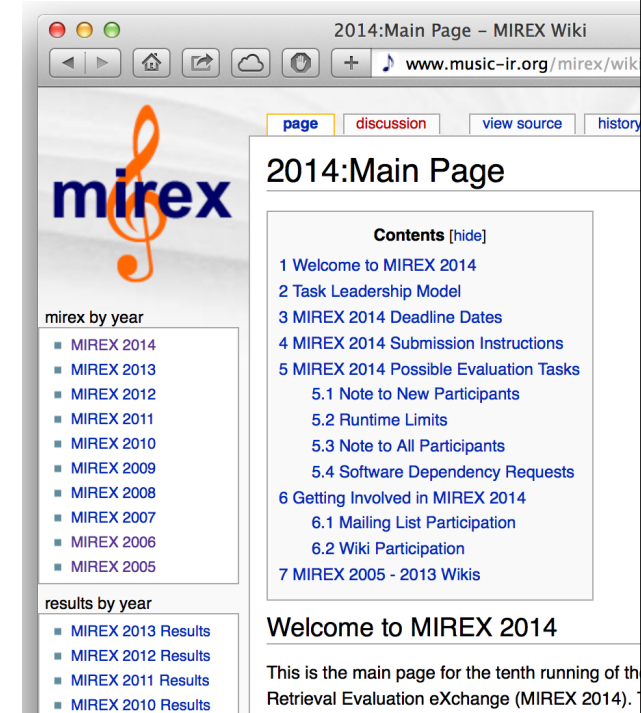 2014:Main Page – MIREX Wiki
www.music-ir.org/mirex/wik
mirex
page discussion view source history
2014:Main Page
Contents [hide]
1 Welcome to MIREX 2014
2 Task Leadership Model
3 MIREX 2014 Deadline Dates
4 MIREX 2014 Submission Instructions
5 MIREX 2014 Possible Evaluation Tasks
5.1 Note to New Participants
5.2 Runtime Limits
5.3 Note to All Participants
5.4 Software Dependency Requests
6 Getting Involved in MIREX 2014
6.1 Mailing List Participation
6.2 Wiki Participation
7 MIREX 2005 - 2013 Wikis
mirex by year
MIREX 2014
MIREX 2013
MIREX 2012
MIREX 2011
MIREX 2010
MIREX 2009
MIREX 2008
MIREX 2007
MIREX 2006
MIREX 2005
results by year
MIREX 2013 Results
MIREX 2012 Results
MIREX 2011 Results
MIREX 2010 Results
Welcome to MIREX 2014
This is the main page for the tenth running of th
Retrieval Evaluation eXchange (MIREX 2014). T